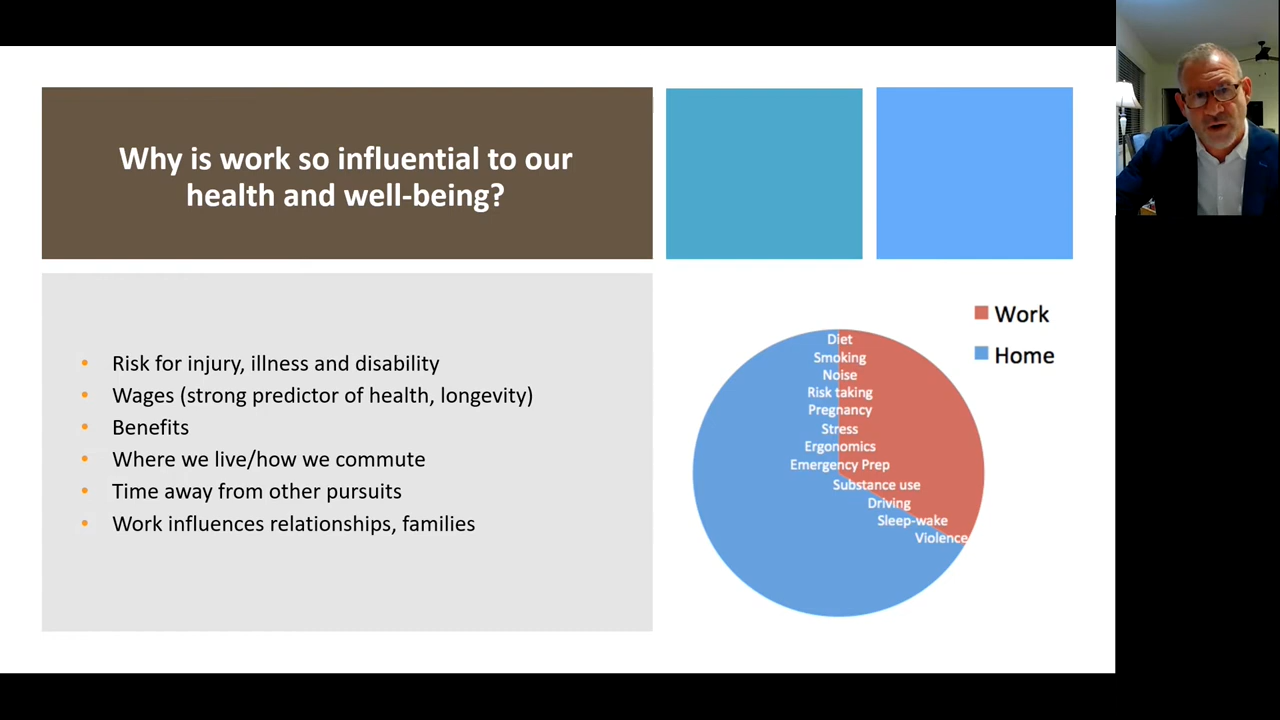 Why is work so influential to our
health and well-being?
• Risk for injury, illness and disability
• Wages (strong predictor of health, longevity)
• Benefits
• Where we live/how we commute
• Time away from other pursuits
• Work influences relationships, families
Work
Home
Diet
Smoking
Noise
Risk taking
Pregnancy
Stress
Ergonomics
Emergency Prep
Substance use
Driving
Sleep-wake
Violence